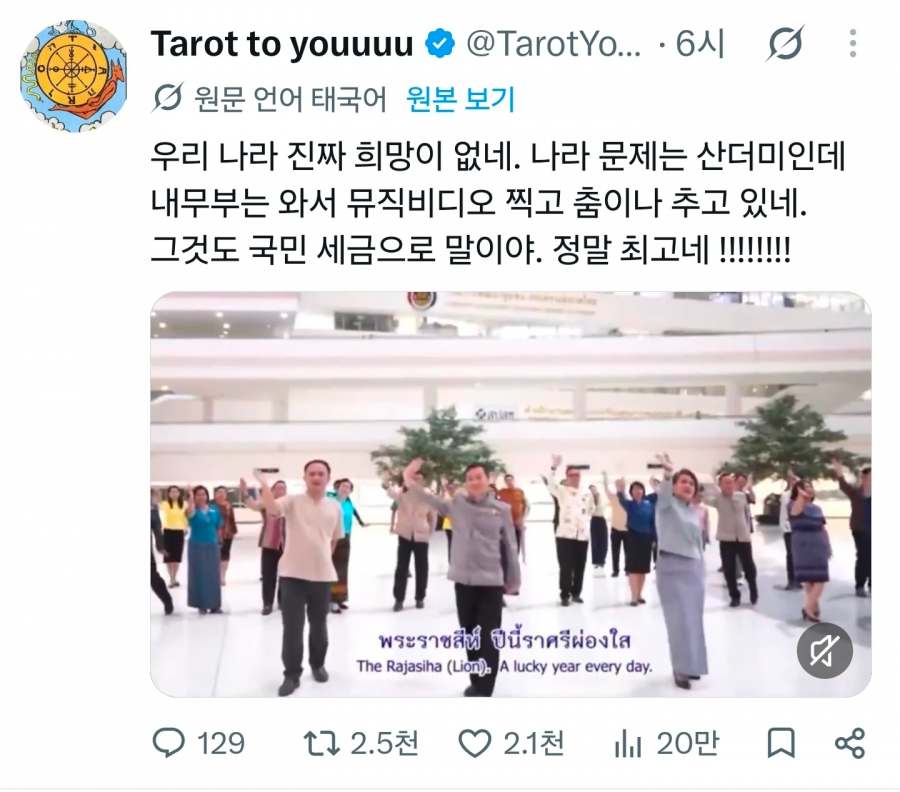 Tarot to youuuu @TarotYo... · 6시
원문 언어 태국어 원본 보기
우리 나라 진짜 희망이 없네. 나라 문제는 산더미인데
내무부는 와서 뮤직비디오 찍고 춤이나 추고 있네.
그것도 국민 세금으로 말이야. 정말 최고네 !!!!!!!!
พระราชสีห์ ปีนี้ราศรีผ่องใส
The Rajasiha (Lion). A lucky year every day.
129 2.5천 2.1천 20만